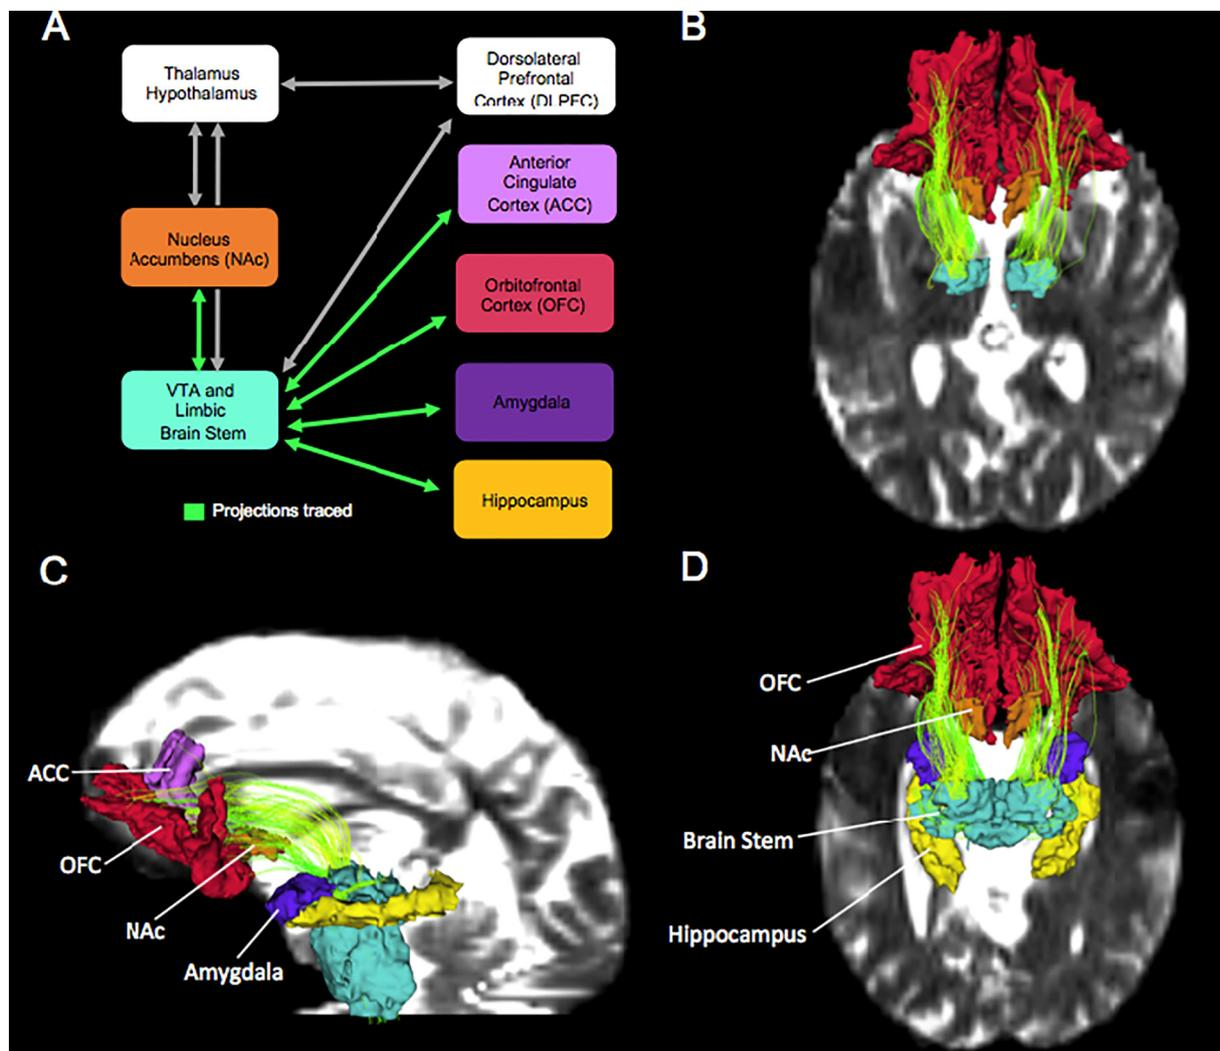 A
Thalamus
Hypothalamus
Dorsolateral
Prefrontal
Cortex (DLPFC)
Anterior
Cingulate
Cortex (ACC)
Nucleus
Accumbens (NAc)
Orbitofrontal
Cortex (OFC)
VTA and
Limbic
Brain Stem
Amygdala
Hippocampus
Projections traced
B
C
ACC
OFC
NAc
Amygdala
D
OFC
NAc
Brain Stem
Hippocampus